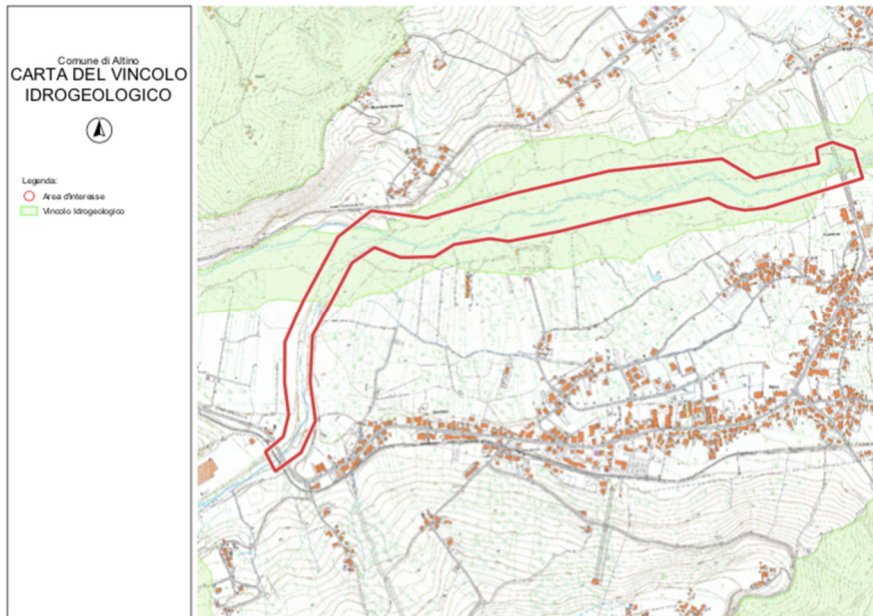 Comune di Altino
CARTA DEL VINCOLO
IDROGEOLOGICO
Legenda:
Area d'interesse
Vincolo Idrogeologico